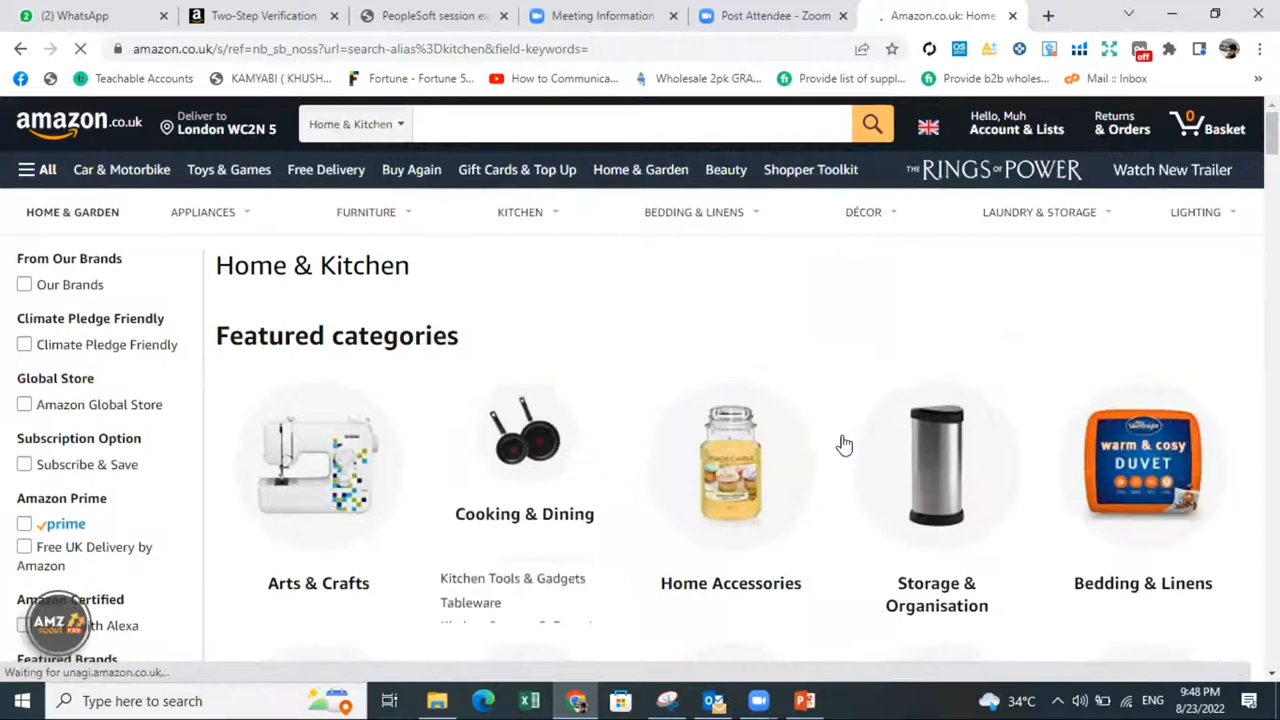 (2) WhatsApp
Two-Step Verification
PeopleSoft session es
Meeting Information
Post Attendee - Zoom
Amazon.co.uk: Home
amazon.co.uk/s/ref=nb_sb_noss?url=search-alias%3Dkitchen&field-keywords=
off
Teachable Accounts
KAMYABI ( KHUSH...
Fortune - Fortune 5...
How to Communica...
Wholesale 2pk GRA...
Provide list of suppl...
Provide b2b wholes...
Mail :: Inbox
amazon.co.uk
Deliver to
London WC2N 5
Home & Kitchen
Hello, Muh
Account & Lists
Returns
& Orders
0
Basket
All
Car & Motorbike
Toys & Games
Free Delivery
Buy Again
Gift Cards & Top Up
Home & Garden
Beauty
Shopper Toolkit
THE RINGS OF POWER
Watch New Trailer
HOME & GARDEN
APPLIANCES
FURNITURE
KITCHEN
BEDDING & LINENS
DÉCOR
LAUNDRY & STORAGE
LIGHTING
From Our Brands
Our Brands
Climate Pledge Friendly
Climate Pledge Friendly
Global Store
Amazon Global Store
Subscription Option
Subscribe & Save
Amazon Prime
prime
Free UK Delivery by
Amazon
Amazon Certified
with Alexa
Featured Brands
AMZ
Home & Kitchen
Featured categories
warm & cosy
DUVET
Arts & Crafts
Cooking & Dining
Kitchen Tools & Gadgets
Tableware
Home Accessories
Storage &
Organisation
Bedding & Linens
Waiting for unagi.amazon.co.uk...
Type here to search
34°C
ENG
9:48 PM
8/23/2022